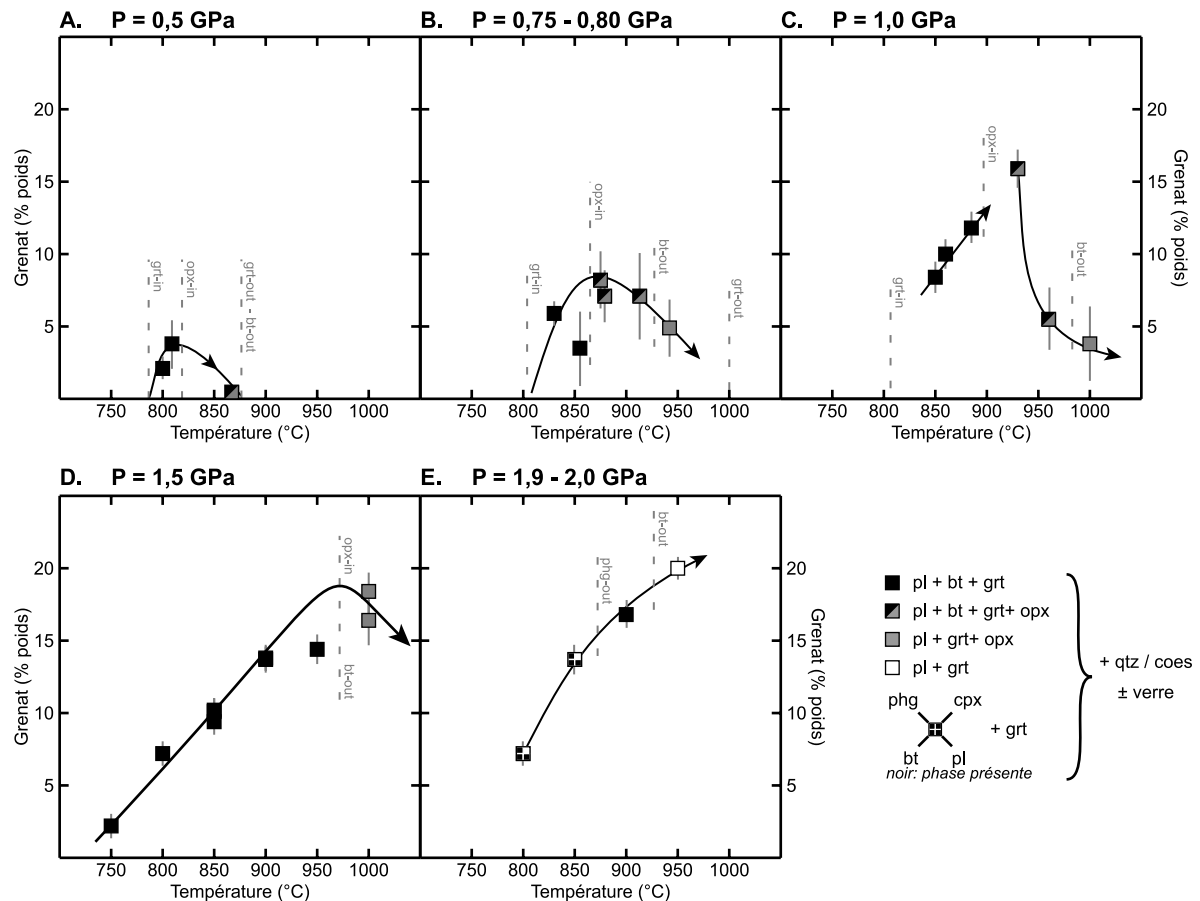 A. P = 0,5 GPa
B. P = 0,75 - 0,80 GPa
C. P = 1,0 GPa
Grenat (% poids)
20
15
10
5
grt-in
opx-in
grt-out - bt-out
750 800 850 900 950 1000
Température (°C)
grt-in
opx-in
bt-out
grt-out
750 800 850 900 950 1000
Température (°C)
grt-in
opx-in
bt-out
750 800 850 900 950 1000
Température (°C)
20
15
10
5
Grenat (% poids)
D. P = 1,5 GPa
E. P = 1,9 - 2,0 GPa
Grenat (% poids)
20
15
10
5
opx-in
bt-out
750 800 850 900 950 1000
Température (°C)
phg-out
bt-out
750 800 850 900 950 1000
Température (°C)
20
15
10
5
Grenat (% poids)
pl + bt + grt
pl + bt + grt+ opx
pl + grt+ opx
pl + grt
phg cpx
+ grt
bt pl
noir: phase présente
+ qtz / coes
± verre